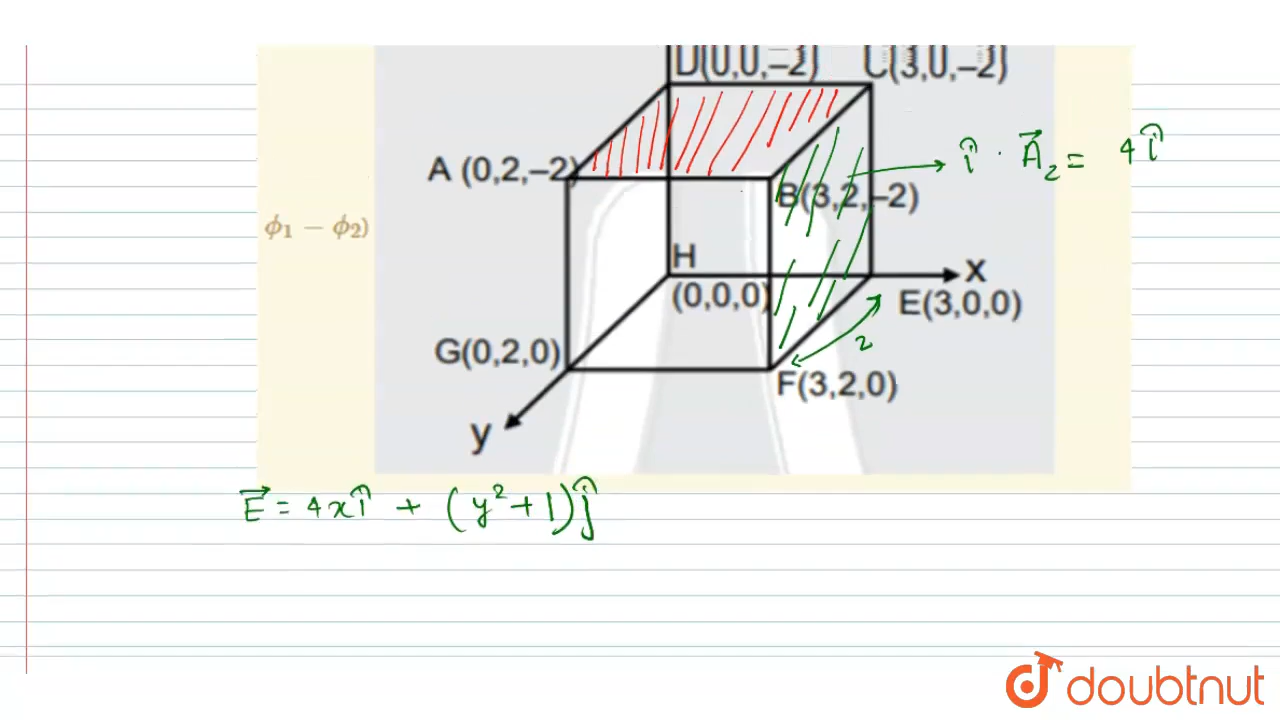 D(0,0,–2) C(3,0,–2)
A (0,2,–2)
î · A⃗₂ = 4 î
B(3,2,–2)
ϕ₁ − ϕ₂)
H
(0,0,0)
x
E(3,0,0)
G(0,2,0)
2
F(3,2,0)
y
E⃗ = 4xî + (y² + 1)ĵ
doubtnut